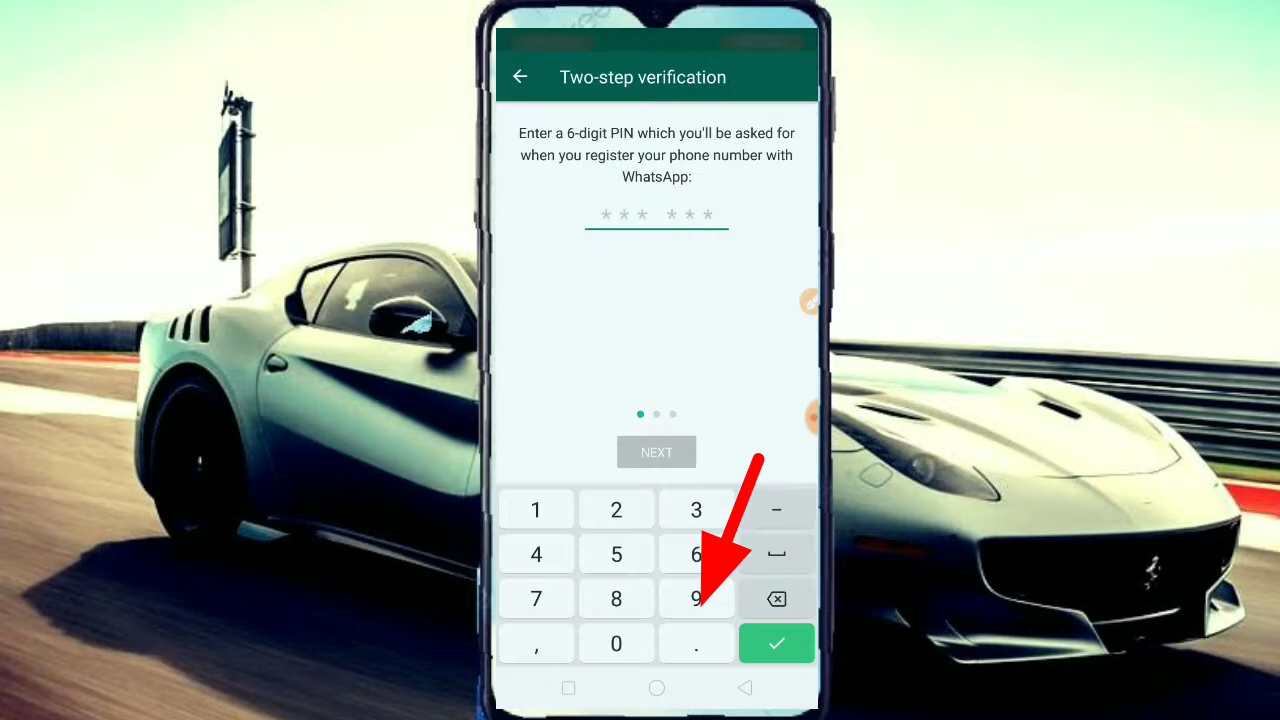 Two-step verification
Enter a 6-digit PIN which you'll be asked for
when you register your phone number with
WhatsApp:
*** ***
NEXT
1 2 3 -
4 5 6
7 8 9
, 0 .